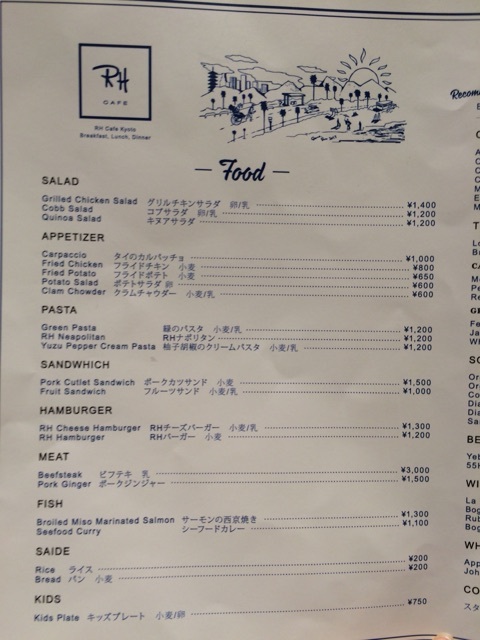 RH
CAFE
RH Cafe Kyoto
Breakfast, Lunch, Dinner
Food
SALAD
Grilled Chicken Salad グリルチキンサラダ 卵/乳 ¥1,400
Cobb Salad コブサラダ 卵/乳 ¥1,200
Quinoa Salad キヌアサラダ ¥1,200
APPETIZER
Carpaccio タイのカルパッチョ ¥1,000
Fried Chicken フライドチキン 小麦 ¥800
Fried Potato フライドポテト 小麦 ¥650
Potato Salad ポテトサラダ 卵 ¥600
Clam Chowder クラムチャウダー 小麦/乳 ¥600
PASTA
Green Pasta 緑のパスタ 小麦/乳 ¥1,200
RH Neapolitan RHナポリタン ¥1,200
Yuzu Pepper Cream Pasta 柚子胡椒のクリームパスタ 小麦/乳 ¥1,200
SANDWHICH
Pork Cutlet Sandwich ポークカツサンド 小麦 ¥1,500
Fruit Sandwich フルーツサンド 小麦/乳 ¥1,000
HAMBURGER
RH Cheese Hamburger RHチーズバーガー 小麦/乳 ¥1,300
RH Hamburger RHバーガー 小麦 ¥1,200
MEAT
Beefsteak ビフテキ 乳 ¥3,000
Pork Ginger ポークジンジャー ¥1,500
FISH
Broiled Miso Marinated Salmon サーモンの西京焼き ¥1,300
Seefood Curry シーフードカレー ¥1,100
SAIDE
Rice ライス ¥200
Bread パン 小麦 ¥200
KIDS
Kids Plate キッズプレート 小麦/卵 ¥750